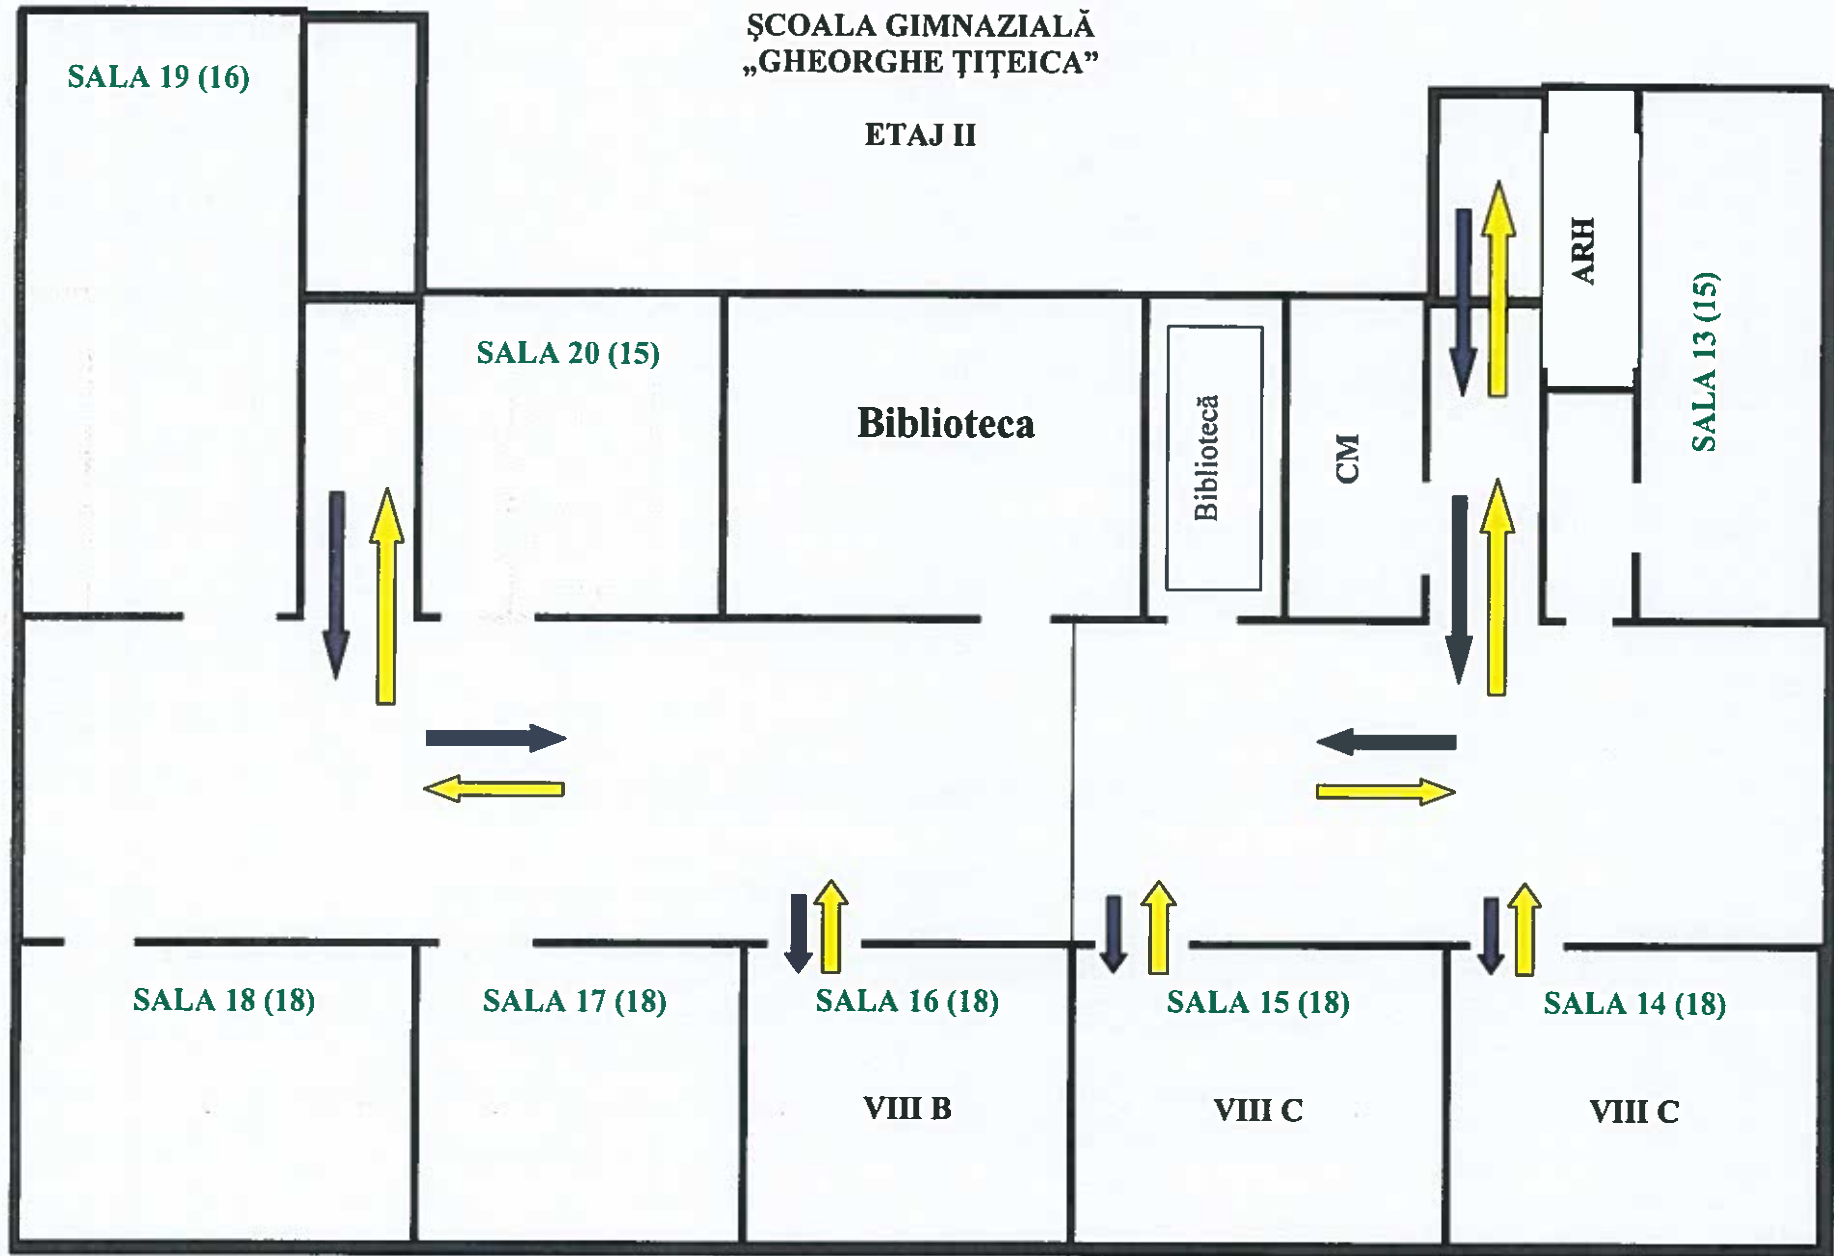 ŞCOALA GIMNAZIALĂ
„GHEORGHE ŢIŢEICA”
ETAJ II
SALA 19 (16)
SALA 20 (15)
Biblioteca
Bibliotecă
CM
ARH
SALA 13 (15)
SALA 18 (18)
SALA 17 (18)
SALA 16 (18)
SALA 15 (18)
SALA 14 (18)
VIII B
VIII C
VIII C